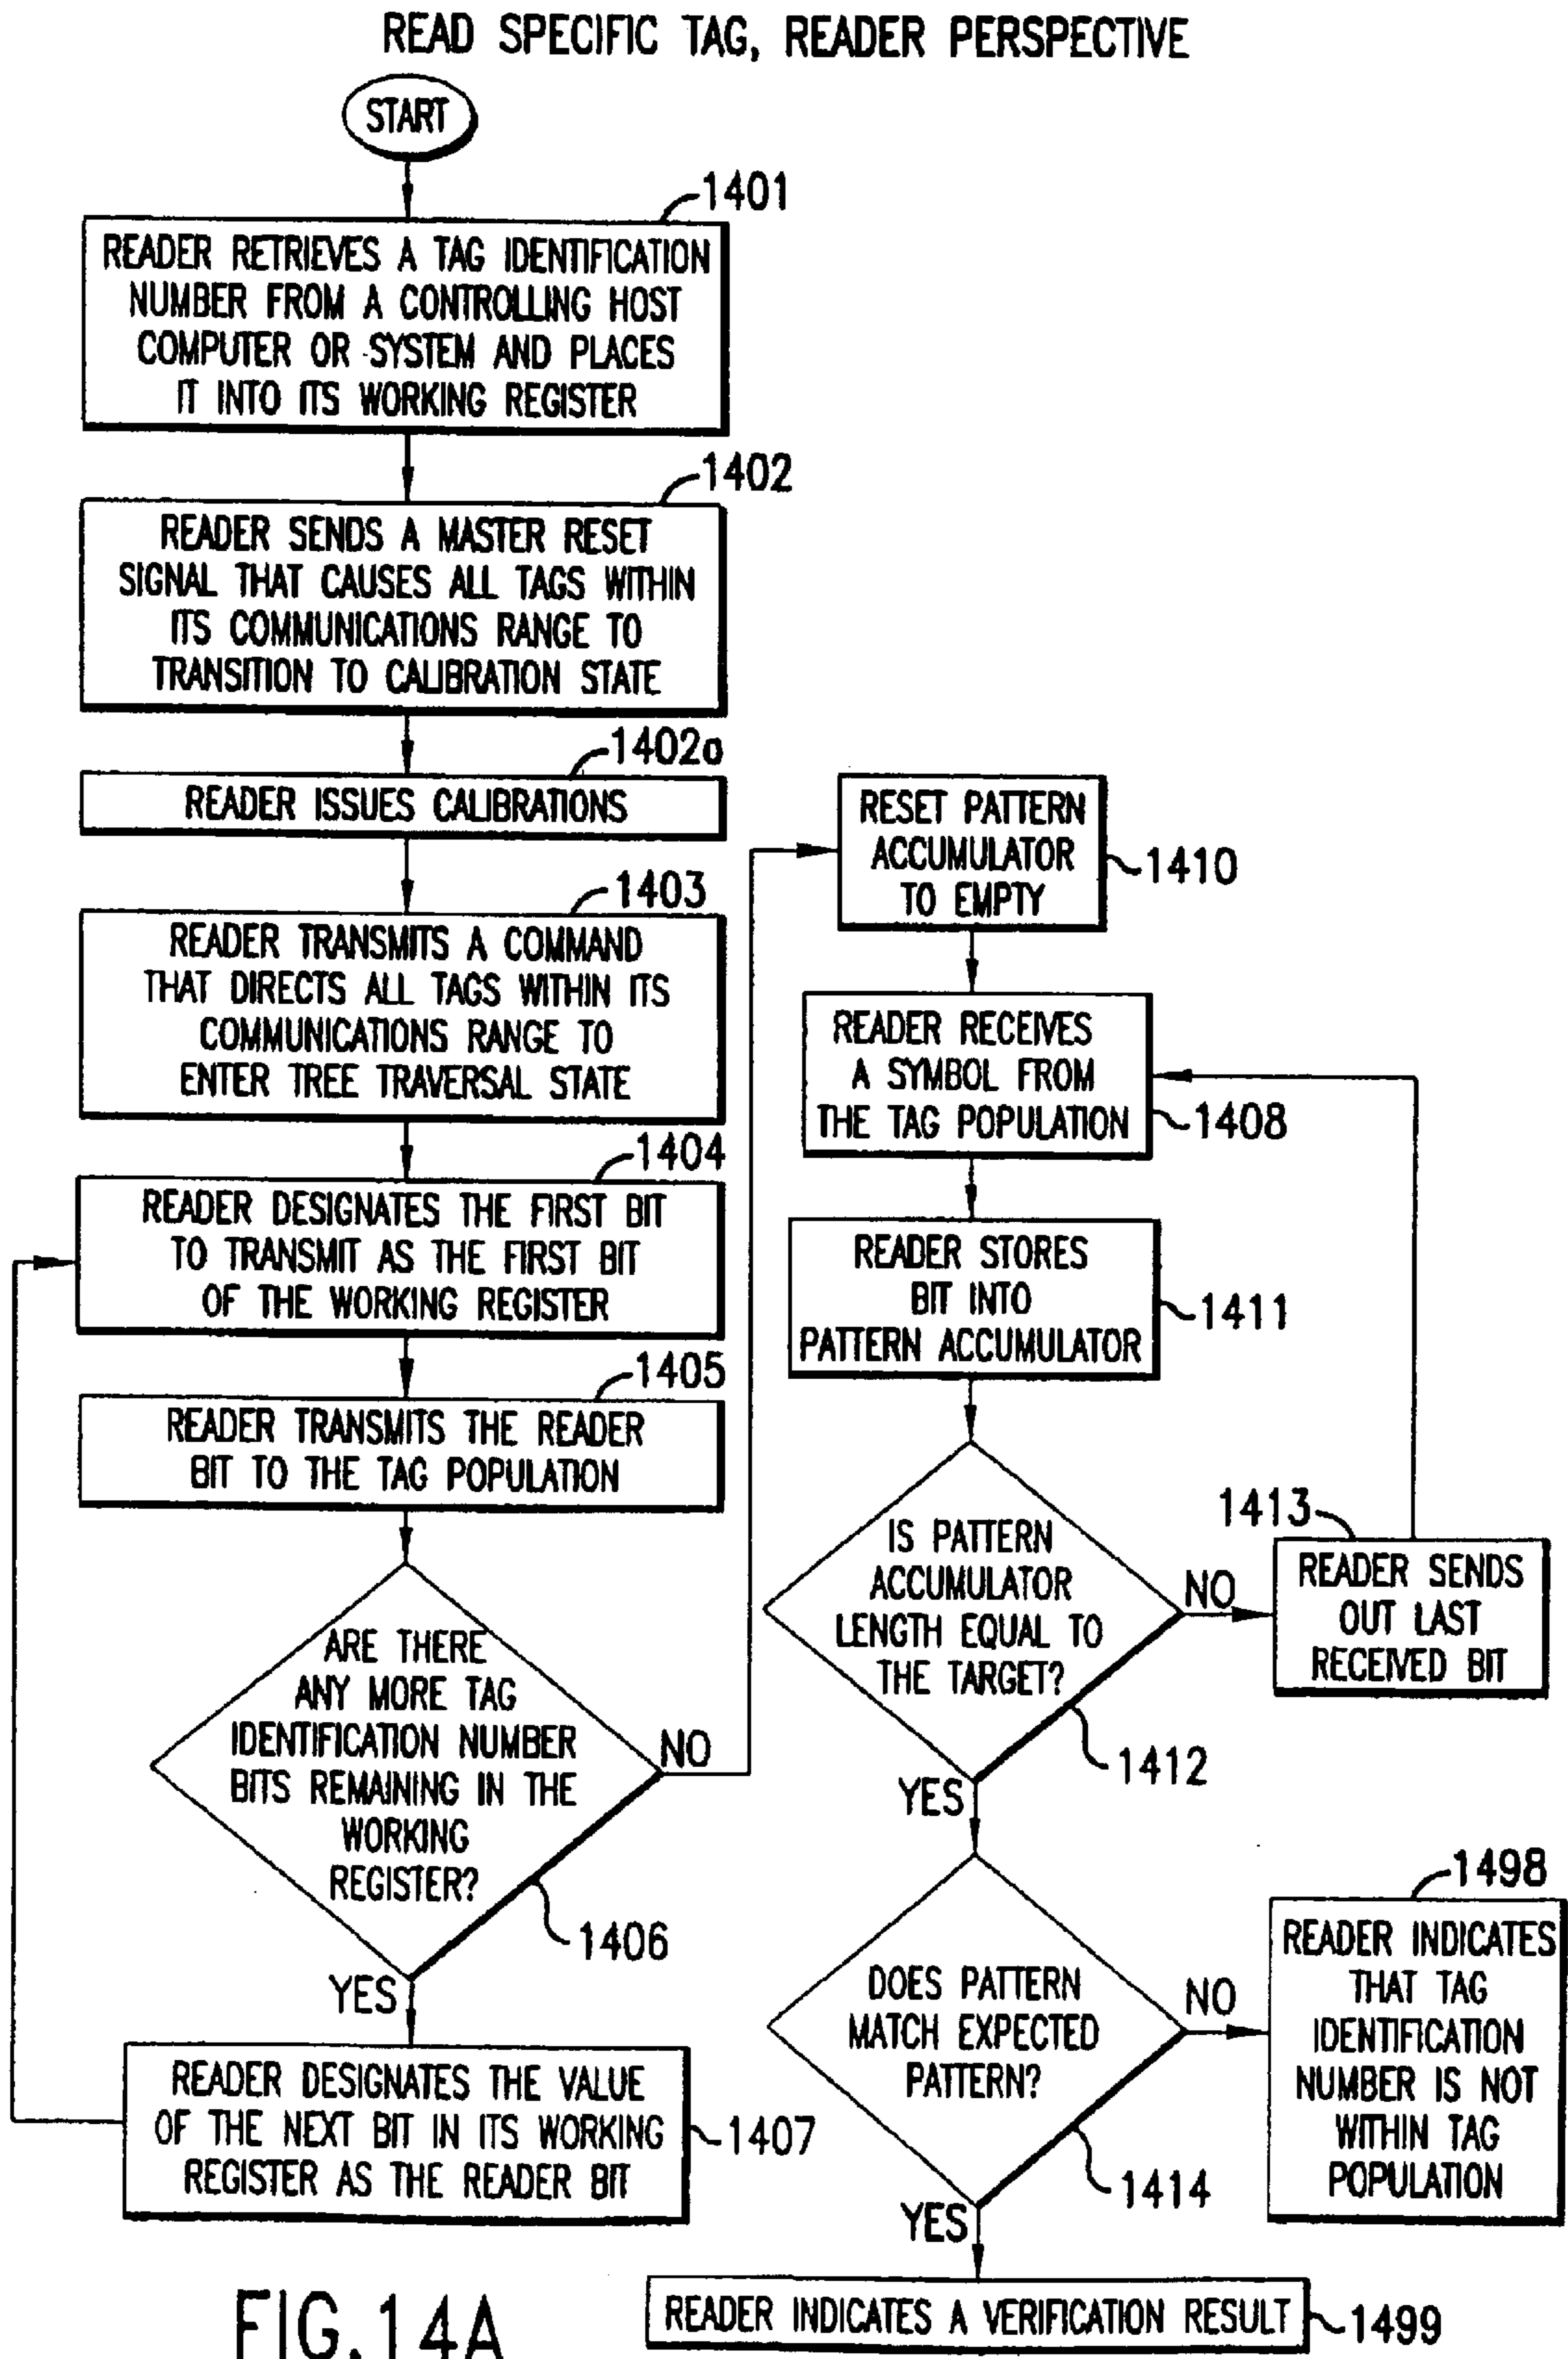 READ SPECIFIC TAG, READER PERSPECTIVE
START
1401
READER RETRIEVES A TAG IDENTIFICATION
NUMBER FROM A CONTROLLING HOST
COMPUTER OR SYSTEM AND PLACES
IT INTO ITS WORKING REGISTER
1402
READER SENDS A MASTER RESET
SIGNAL THAT CAUSES ALL TAGS WITHIN
ITS COMMUNICATIONS RANGE TO
TRANSITION TO CALIBRATION STATE
1402a
READER ISSUES CALIBRATIONS
1403
READER TRANSMITS A COMMAND
THAT DIRECTS ALL TAGS WITHIN ITS
COMMUNICATIONS RANGE TO
ENTER TREE TRAVERSAL STATE
1404
READER DESIGNATES THE FIRST BIT
TO TRANSMIT AS THE FIRST BIT
OF THE WORKING REGISTER
1405
READER TRANSMITS THE READER
BIT TO THE TAG POPULATION
ARE THERE
ANY MORE TAG
IDENTIFICATION NUMBER
BITS REMAINING IN THE
WORKING
REGISTER?
NO
1406
YES
READER DESIGNATES THE VALUE
OF THE NEXT BIT IN ITS WORKING
REGISTER AS THE READER BIT
1407
RESET PATTERN
ACCUMULATOR
TO EMPTY
1410
READER RECEIVES
A SYMBOL FROM
THE TAG POPULATION
1408
READER STORES
BIT INTO
PATTERN ACCUMULATOR
1411
IS PATTERN
ACCUMULATOR
LENGTH EQUAL TO
THE TARGET?
NO
1412
YES
1413
READER SENDS
OUT LAST
RECEIVED BIT
DOES PATTERN
MATCH EXPECTED
PATTERN?
NO
1414
YES
1498
READER INDICATES
THAT TAG
IDENTIFICATION
NUMBER IS NOT
WITHIN TAG
POPULATION
READER INDICATES A VERIFICATION RESULT
1499
FIG.14A